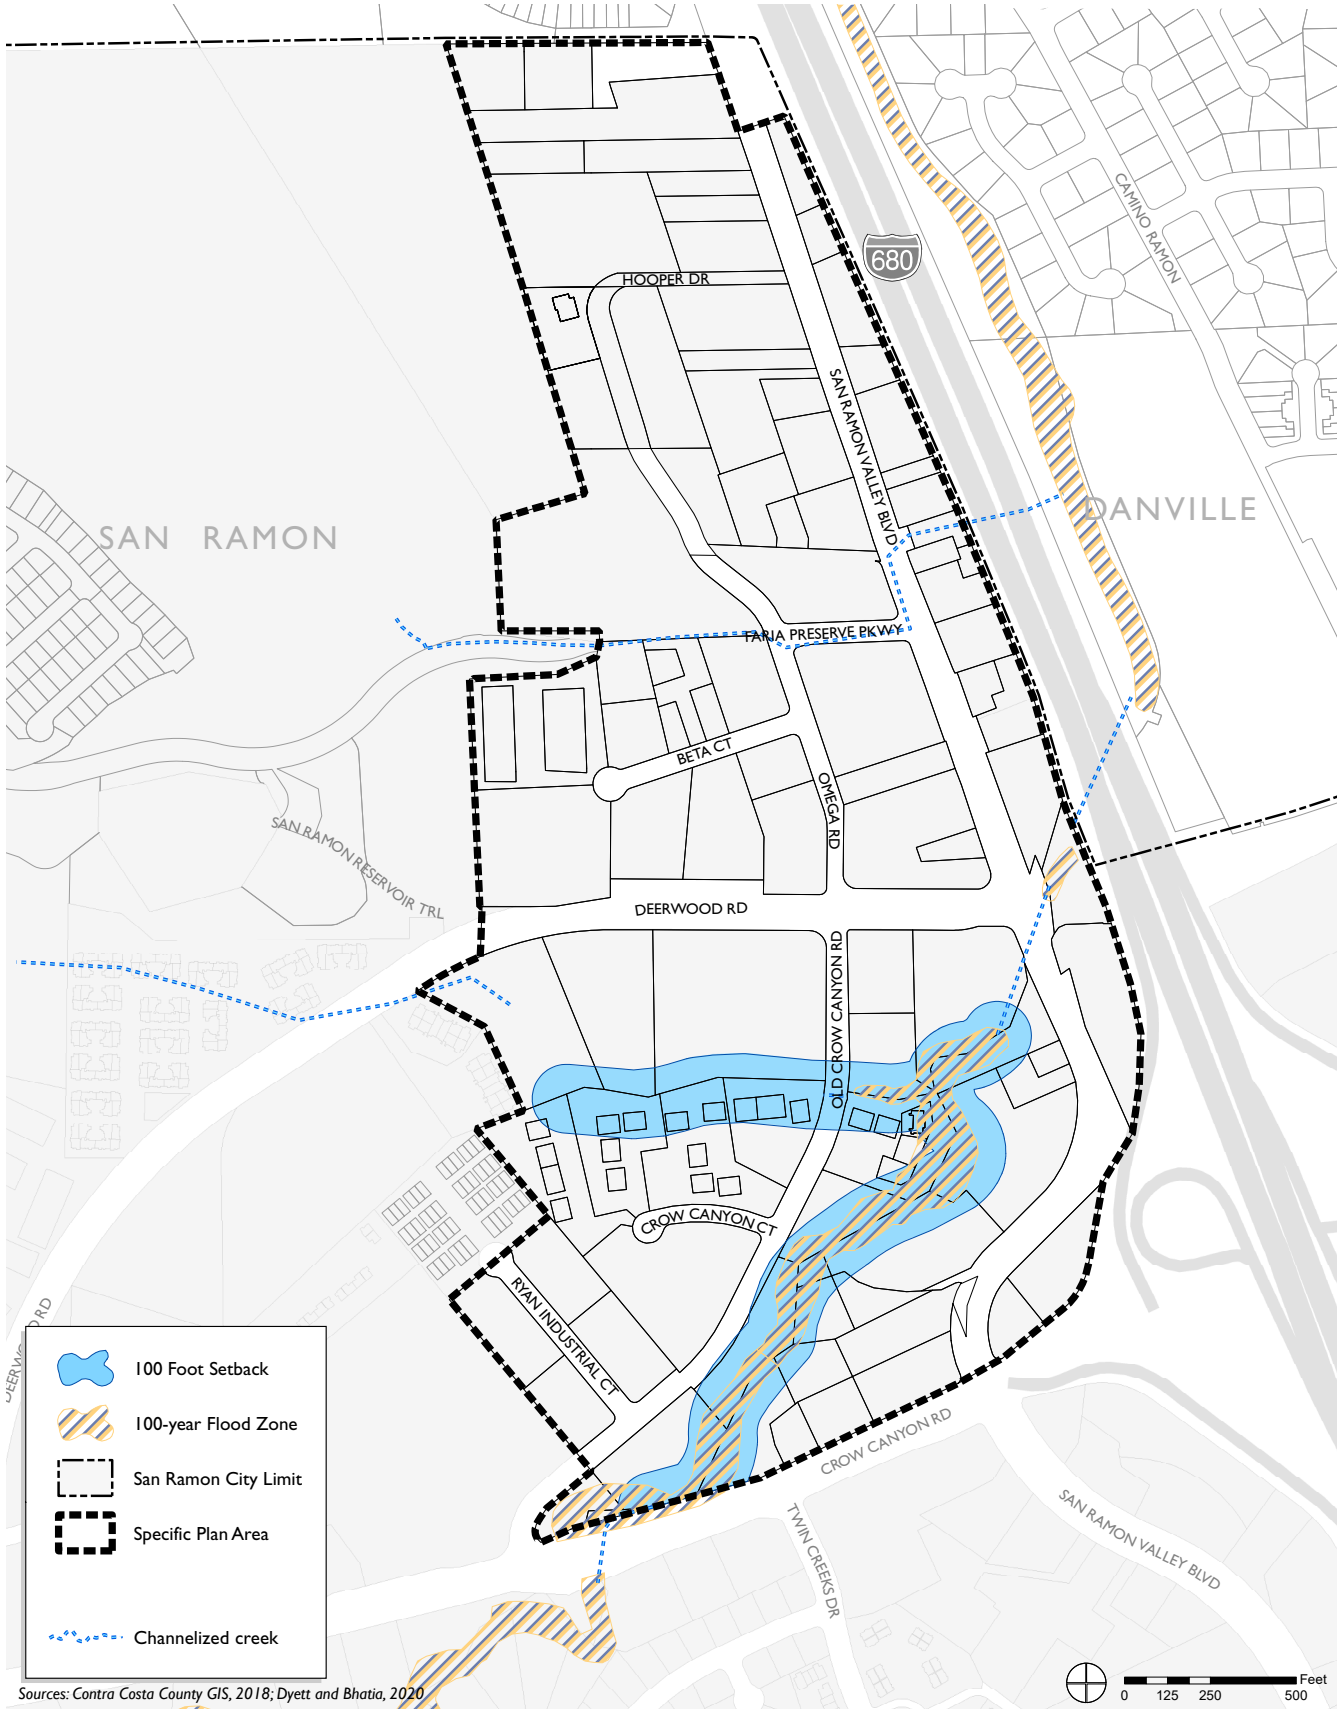 CAMINO RAMON
680
HOOPER DR
SAN RAMON VALLEY BLVD
SAN RAMON
DANVILLE
TARIA PRESERVE PKWY
BETA CT
OMEGA RD
SAN RAMON RESERVOIR TRL
DEERWOOD RD
OLD CROW CANYON RD
CROW CANYON CT
RYAN INDUSTRIAL CT
DEERWOOD RD
CROW CANYON RD
SAN RAMON VALLEY BLVD
TWIN CREEKS DR
100 Foot Setback
100-year Flood Zone
San Ramon City Limit
Specific Plan Area
Channelized creek
Sources: Contra Costa County GIS, 2018; Dyett and Bhatia, 2020
Feet
0 125 250 500